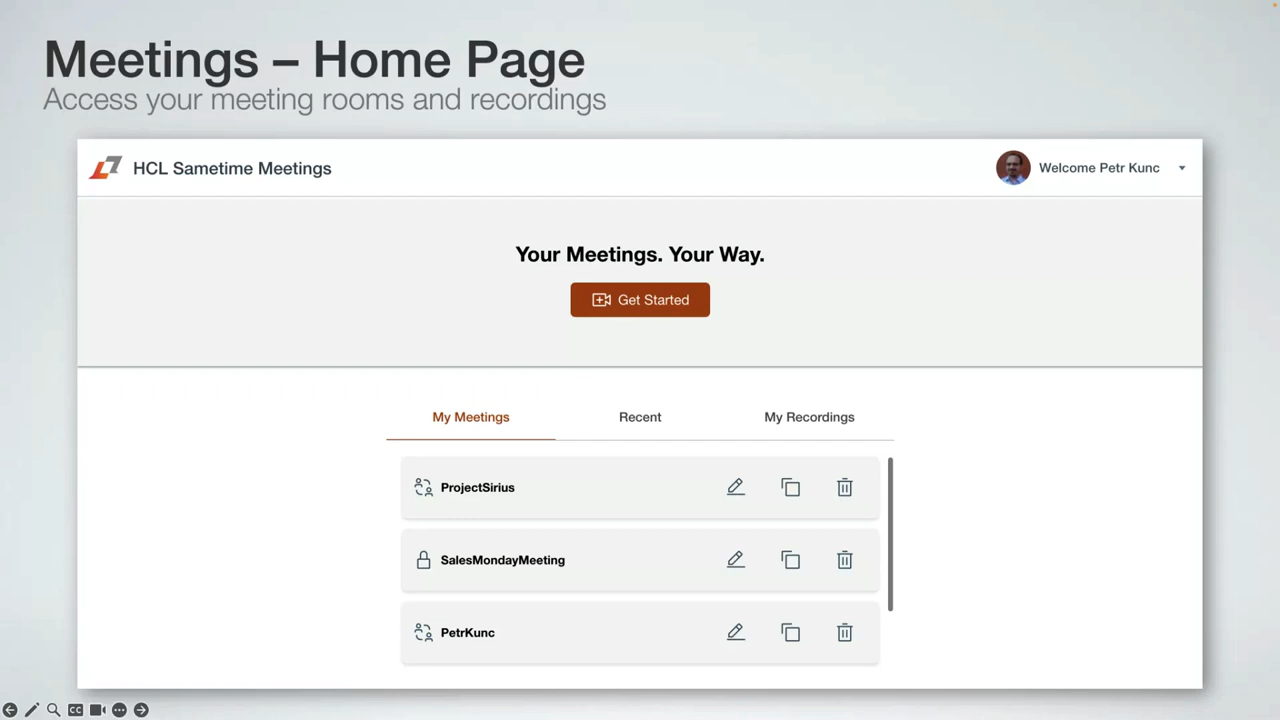 Meetings – Home Page
Access your meeting rooms and recordings
HCL Sametime Meetings
Welcome Petr Kunc
Your Meetings. Your Way.
Get Started
My Meetings
Recent
My Recordings
ProjectSirius
SalesMondayMeeting
PetrKunc
CC